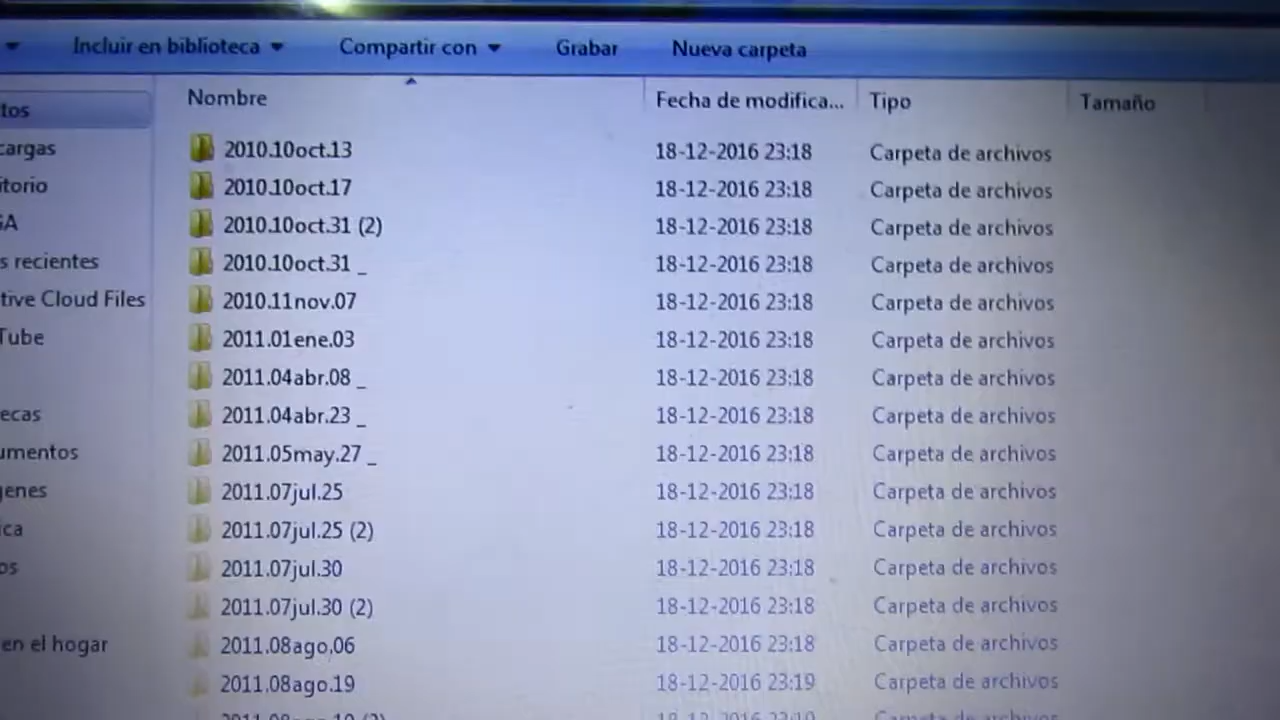 Incluir en biblioteca Compartir con Grabar Nueva carpeta
Nombre Fecha de modifica... Tipo Tamaño
2010.10oct.13 18-12-2016 23:18 Carpeta de archivos
2010.10oct.17 18-12-2016 23:18 Carpeta de archivos
2010.10oct.31 (2) 18-12-2016 23:18 Carpeta de archivos
s recientes 2010.10oct.31 _ 18-12-2016 23:18 Carpeta de archivos
tive Cloud Files 2010.11nov.07 18-12-2016 23:18 Carpeta de archivos
Tube 2011.01ene.03 18-12-2016 23:18 Carpeta de archivos
2011.04abr.08 _ 18-12-2016 23:18 Carpeta de archivos
ecas 2011.04abr.23 _ 18-12-2016 23:18 Carpeta de archivos
umentos 2011.05may.27 _ 18-12-2016 23:18 Carpeta de archivos
genes 2011.07jul.25 18-12-2016 23:18 Carpeta de archivos
ica 2011.07jul.25 (2) 18-12-2016 23:18 Carpeta de archivos
os 2011.07jul.30 18-12-2016 23:18 Carpeta de archivos
2011.07jul.30 (2) 18-12-2016 23:18 Carpeta de archivos
en el hogar 2011.08ago.06 18-12-2016 23:18 Carpeta de archivos
2011.08ago.19 18-12-2016 23:19 Carpeta de archivos